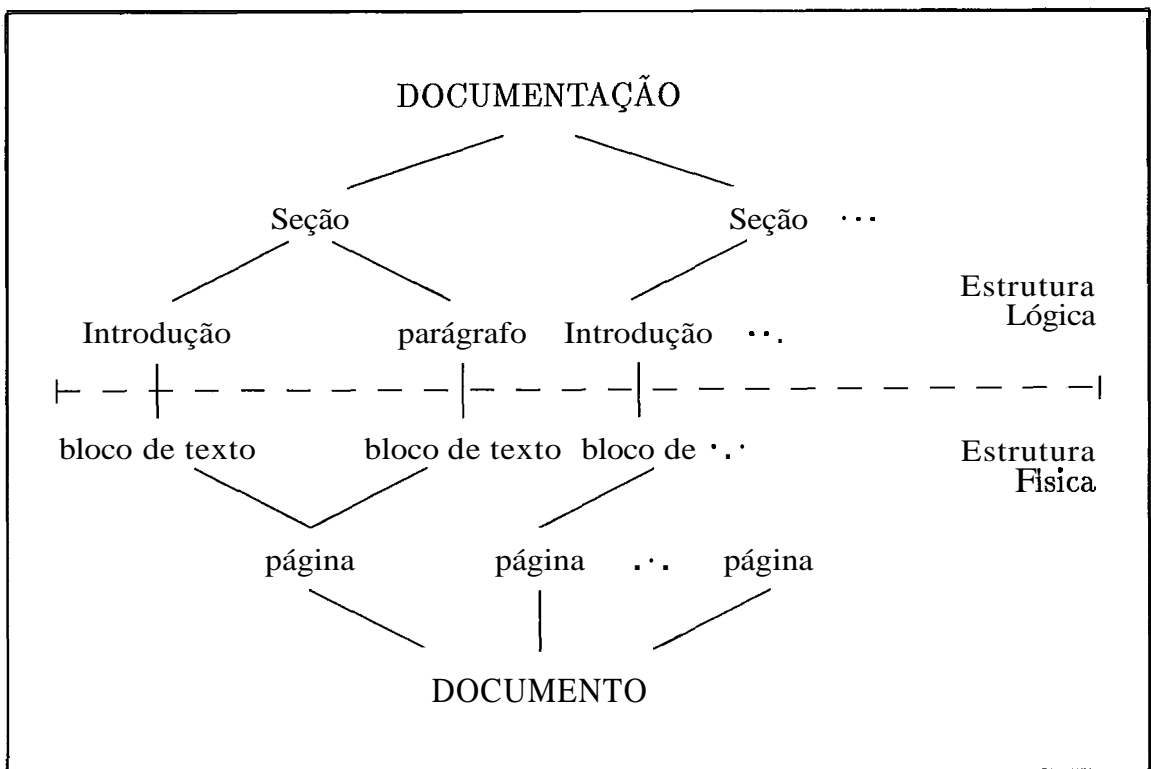 DOCUMENTAÇÃO
Seção Seção ...
Estrutura
Lógica
Introdução parágrafo Introdução ...
bloco de texto bloco de texto bloco de ...
Estrutura
Fisica
página página ... página
DOCUMENTO